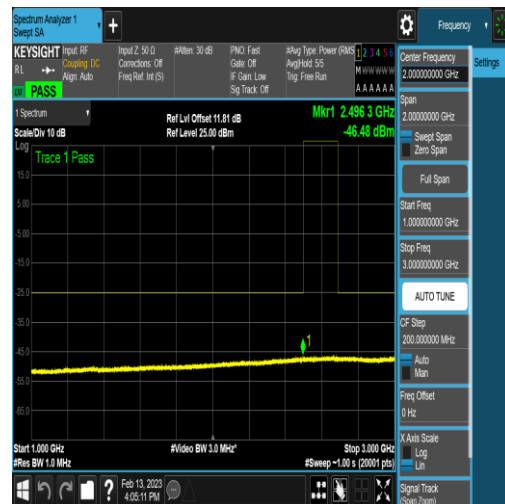 Spectrum Analyzer 1
Swept SA
+
Frequency
KEYSIGHT
RL
Input: RF
Coupling: DC
Align: Auto
Input Z: 50 Ω
Corrections: Off
Freq Ref: Int (S)
#Atten: 30 dB
PNO: Fast
Gate: Off
IF Gain: Low
Sig Track: Off
#Avg Type: Power (RMS
Avg|Hold: 5/5
Trig: Free Run
1 2 3 4 5 6
M W W W W W
A A A A A A
PASS
1 Spectrum
Scale/Div 10 dB
Ref Lvl Offset 11.81 dB
Ref Level 25.00 dBm
Mkr1 2.496 3 GHz
-46.48 dBm
Log
Trace 1 Pass
15.0
5.00
-5.00
-15.0
-25.0
-35.0
-45.0
-55.0
-65.0
1
Start 1.000 GHz
#Res BW 1.0 MHz
#Video BW 3.0 MHz*
Stop 3.000 GHz
#Sweep ~1.00 s (20001 pts)
Feb 13, 2023
4:05:11 PM
?
Center Frequency
2.000000000 GHz
Span
2.00000000 GHz
Swept Span
Zero Span
Full Span
Start Freq
1.000000000 GHz
Stop Freq
3.000000000 GHz
AUTO TUNE
CF Step
200.000000 MHz
Auto
Man
Freq Offset
0 Hz
X Axis Scale
Log
Lin
Signal Track
(Span Zoom)
Settings